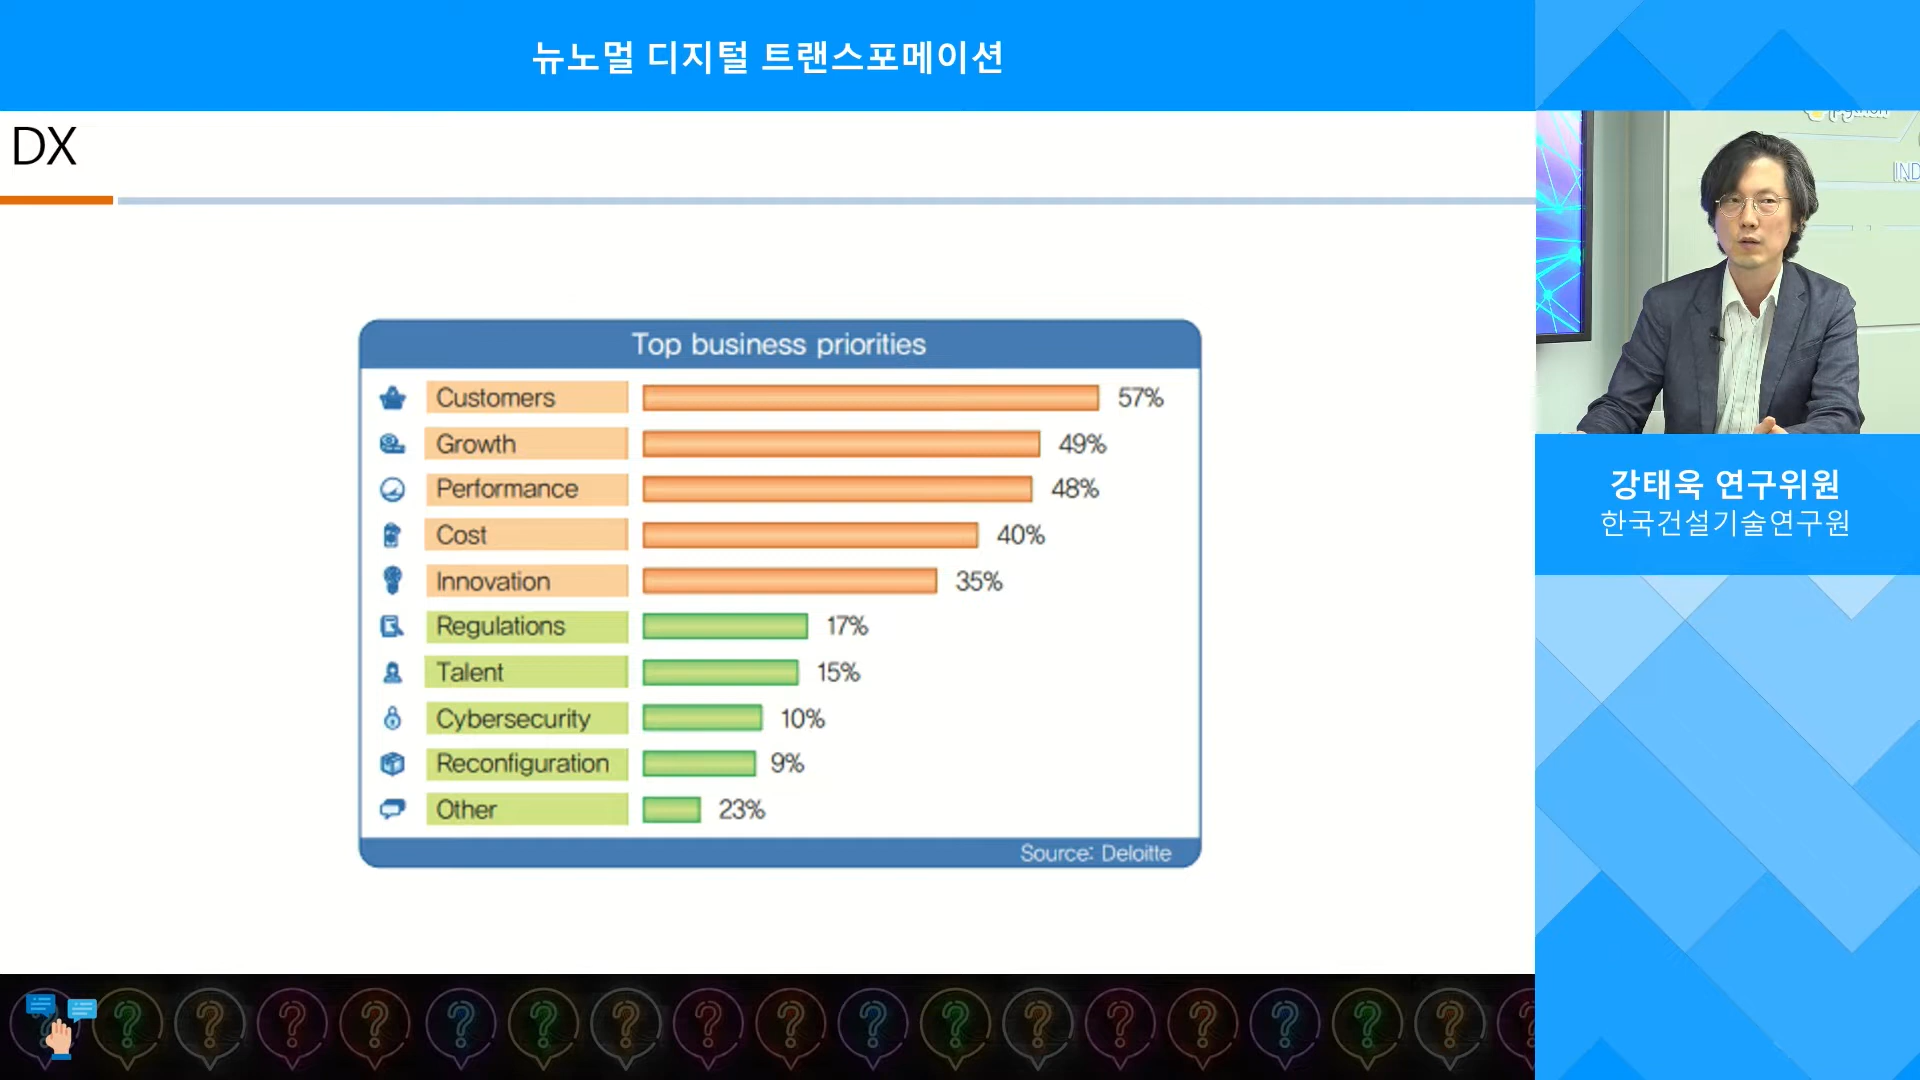 뉴노멀 디지털 트랜스포메이션
DX
Top business priorities
Customers 57%
Growth 49%
Performance 48%
Cost 40%
Innovation 35%
Regulations 17%
Talent 15%
Cybersecurity 10%
Reconfiguration 9%
Other 23%
Source: Deloitte
python
IND
강태욱 연구위원
한국건설기술연구원